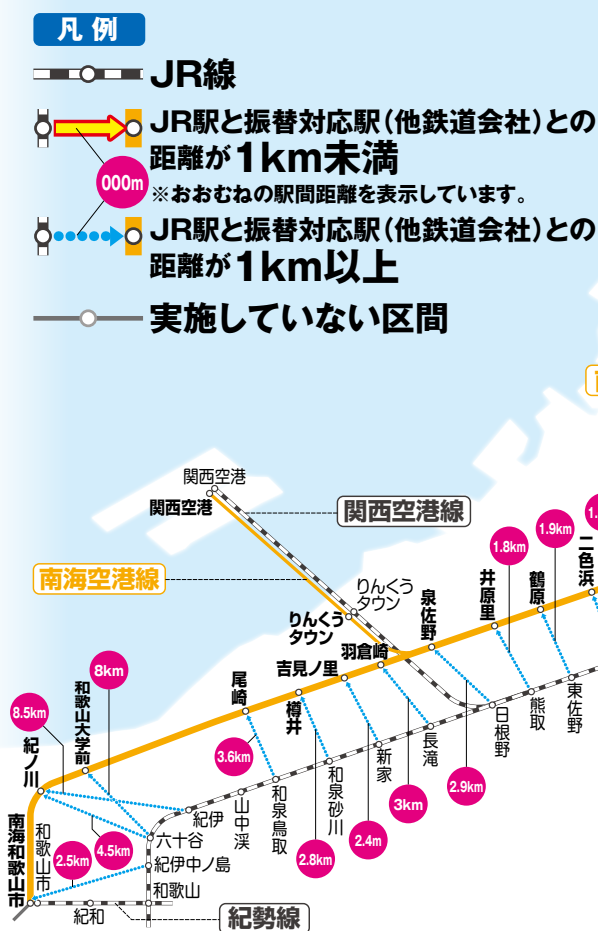 凡例
JR線
JR駅と振替対応駅(他鉄道会社)との
距離が1km未満
000m
※おおむねの駅間距離を表示しています。
JR駅と振替対応駅(他鉄道会社)との
距離が1km以上
実施していない区間
関西空港
関西空港
関西空港線
南海空港線
りんくう
タウン
りんくう
タウン
泉佐野
井原里
鶴原
二色浜
1.8km
1.9km
羽倉崎
吉見ノ里
樽井
尾崎
和歌山大学前
紀ノ川
8km
8.5km
3.6km
2.8km
2.4m
3km
2.9km
東佐野
熊取
日根野
長滝
新家
和泉砂川
和泉鳥取
山中渓
紀伊
六十谷
紀伊中ノ島
和歌山
4.5km
2.5km
南海和歌山市
和歌山市
紀和
紀勢線